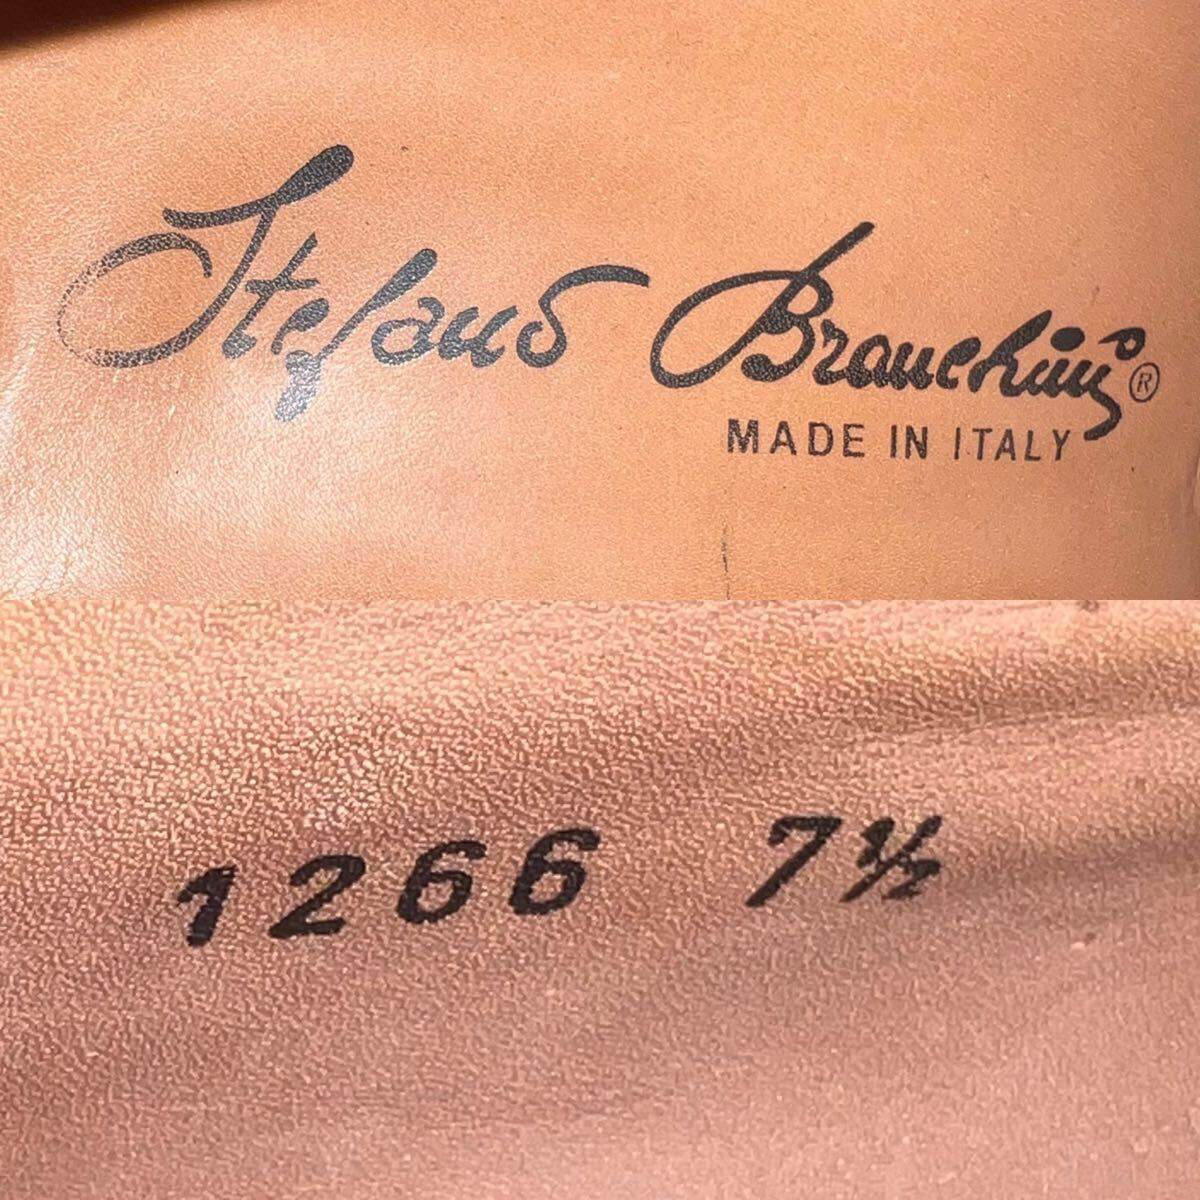 Stefano Branchini®
MADE IN ITALY
1266 7½